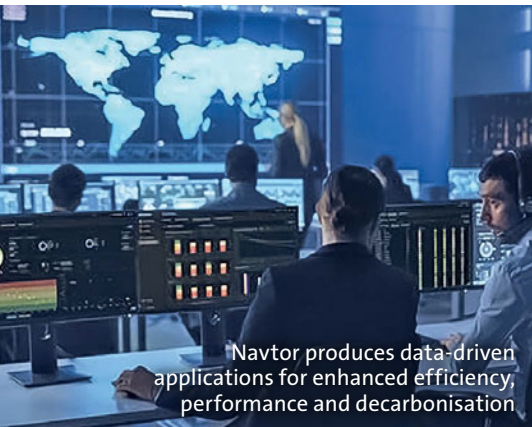 Navtor produces data-driven
applications for enhanced efficiency,
performance and decarbonisation